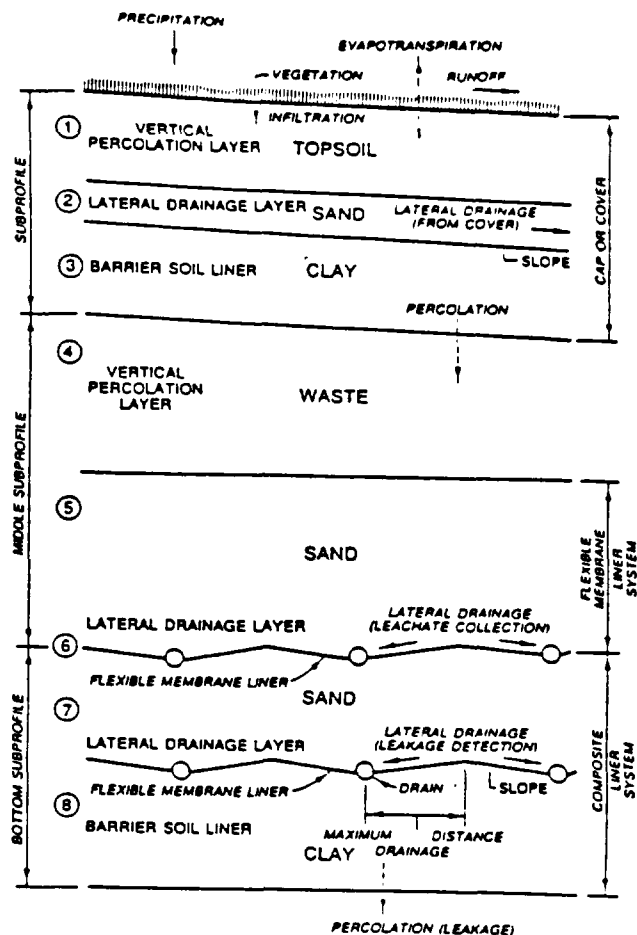 PRECIPITATION
EVAPOTRANSPIRATION
VEGETATION
RUNOFF
INFILTRATION
①
VERTICAL
PERCOLATION LAYER
TOPSOIL
②
LATERAL DRAINAGE LAYER
SAND
LATERAL DRAINAGE
(FROM COVER)
③
BARRIER SOIL LINER
CLAY
SLOPE
SUBPROFILE
CAP OR COVER
PERCOLATION
④
VERTICAL
PERCOLATION
LAYER
WASTE
MIDDLE SUBPROFILE
⑤
SAND
FLEXIBLE MEMBRANE
LINER
SYSTEM
LATERAL DRAINAGE LAYER
LATERAL DRAINAGE
(LEACHATE COLLECTION)
⑥
FLEXIBLE MEMBRANE LINER
SAND
⑦
LATERAL DRAINAGE LAYER
LATERAL DRAINAGE
(LEAKAGE DETECTION)
FLEXIBLE MEMBRANE LINER
DRAIN
SLOPE
⑧
BARRIER SOIL LINER
MAXIMUM DISTANCE
DRAINAGE
CLAY
BOTTOM SUBPROFILE
COMPOSITE
LINER
SYSTEM
PERCOLATION (LEAKAGE)